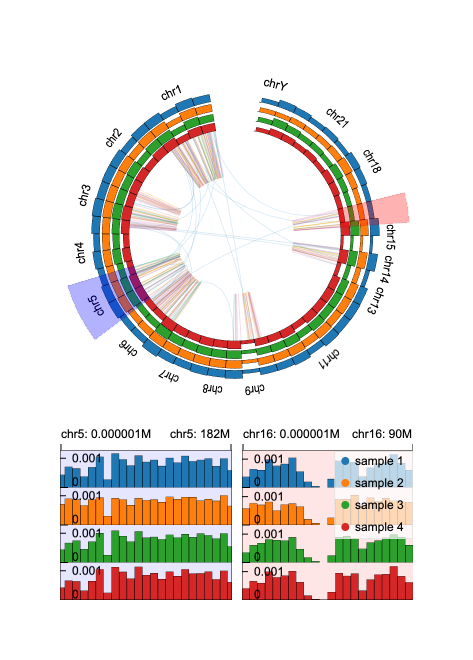 chrY
chr1
chr21
chr2
chr18
chr3
chr15
chr4
chr14
chr13
chr5
chr6
chr11
chr7
chr8
chr9
chr5: 0.000001M chr5: 182M chr16: 0.000001M chr16: 90M
0.001 0.001 sample 1
0 0
0.001 0.001 sample 2
0 0
0.001 0.001 sample 3
0 0
0.001 0.001 sample 4
0 0